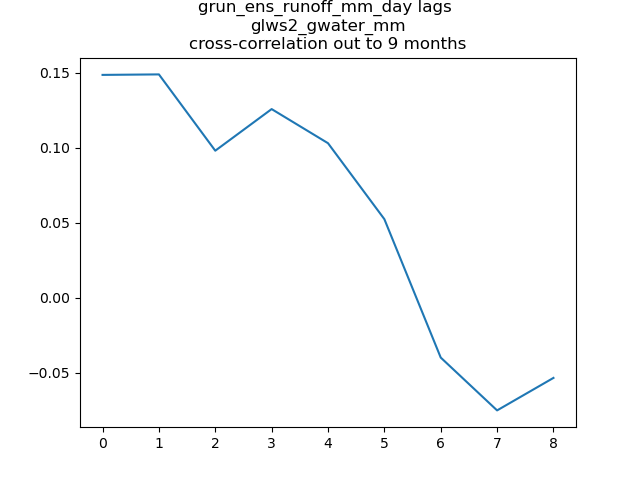 grun_ens_runoff_mm_day lags
glws2_gwater_mm
cross-correlation out to 9 months
0.15
0.10
0.05
0.00
−0.05
0 1 2 3 4 5 6 7 8